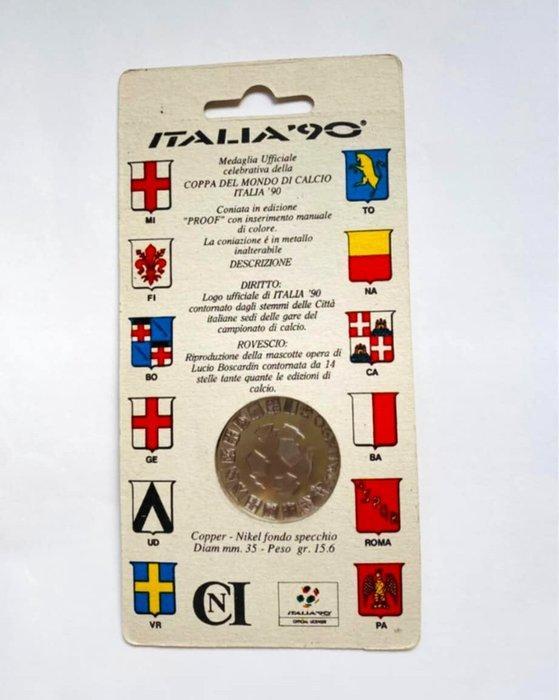 ITALIA'90®
Medaglia Ufficiale
celebrativa della
COPPA DEL MONDO DI CALCIO
ITALIA '90
Coniata in edizione
"PROOF" con inserimento manuale
di colore.
La coniazione é in metallo
inalterabile
DESCRIZIONE
DIRITTO:
Logo ufficiale di ITALIA '90
contornato dagli stemmi delle Città
italiane sedi delle gare del
campionato di calcio.
ROVESCIO:
Riproduzione della mascotte opera di
Lucio Boscardin contornata da 14
stelle tante quante le edizioni di
calcio.
MI
TO
FI
NA
BO
CA
GE
BA
UD
ROMA
VR
PA
Copper - Nikel fondo specchio
Diam mm. 35 - Peso gr. 15.6
CNI
ITALIA'90
OFFICIAL LICENSEE